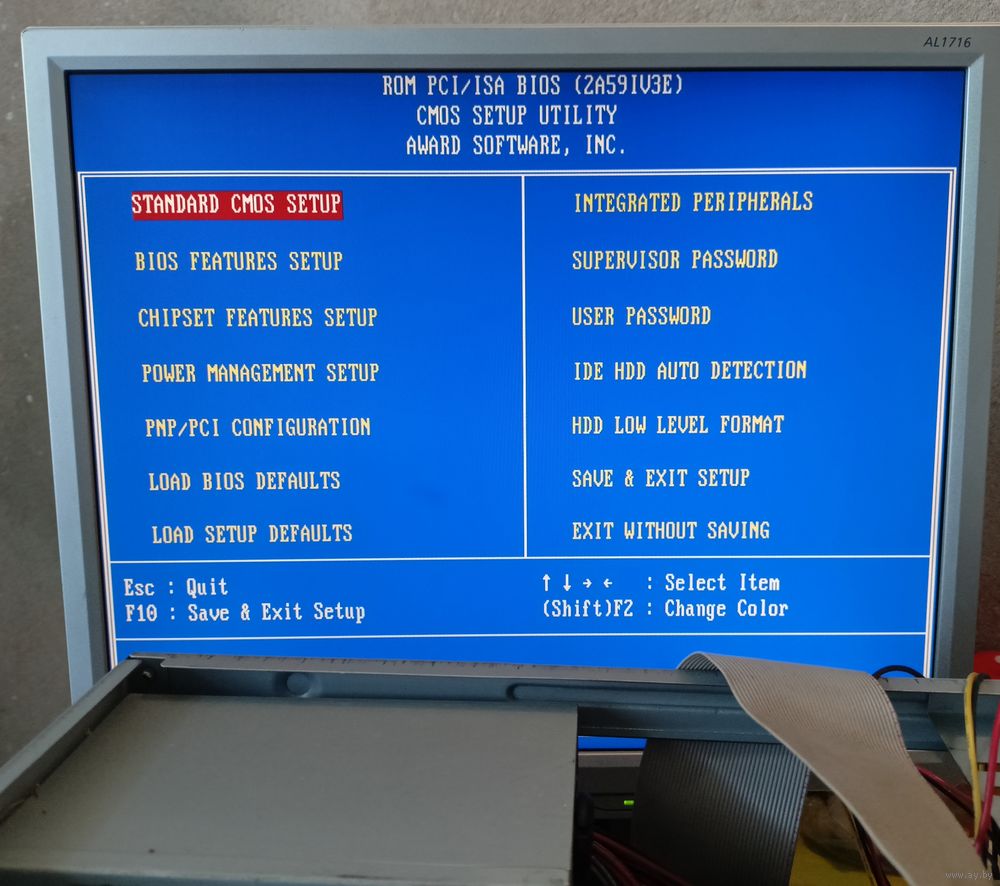 AL1716
ROM PCI/ISA BIOS (2A59IV3E)
CMOS SETUP UTILITY
AWARD SOFTWARE, INC.
STANDARD CMOS SETUP
BIOS FEATURES SETUP
CHIPSET FEATURES SETUP
POWER MANAGEMENT SETUP
PNP/PCI CONFIGURATION
LOAD BIOS DEFAULTS
LOAD SETUP DEFAULTS
INTEGRATED PERIPHERALS
SUPERVISOR PASSWORD
USER PASSWORD
IDE HDD AUTO DETECTION
HDD LOW LEVEL FORMAT
SAVE & EXIT SETUP
EXIT WITHOUT SAVING
Esc : Quit
F10 : Save & Exit Setup
↑ ↓ → ← : Select Item
(Shift)F2 : Change Color
www.ay.by